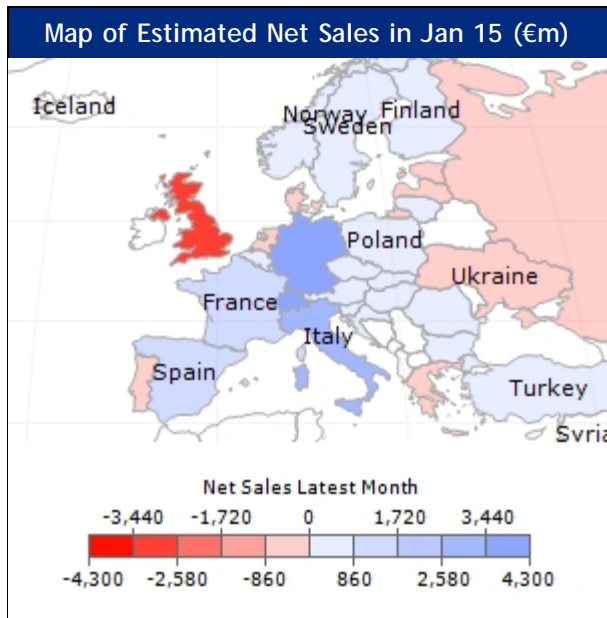 Map of Estimated Net Sales in Jan 15 (€m)
Iceland
Norway
Finland
Sweden
Poland
Ukraine
France
Italy
Spain
Turkey
Syria
Net Sales Latest Month
-3,440 -1,720 0 1,720 3,440
-4,300 -2,580 -860 860 2,580 4,300